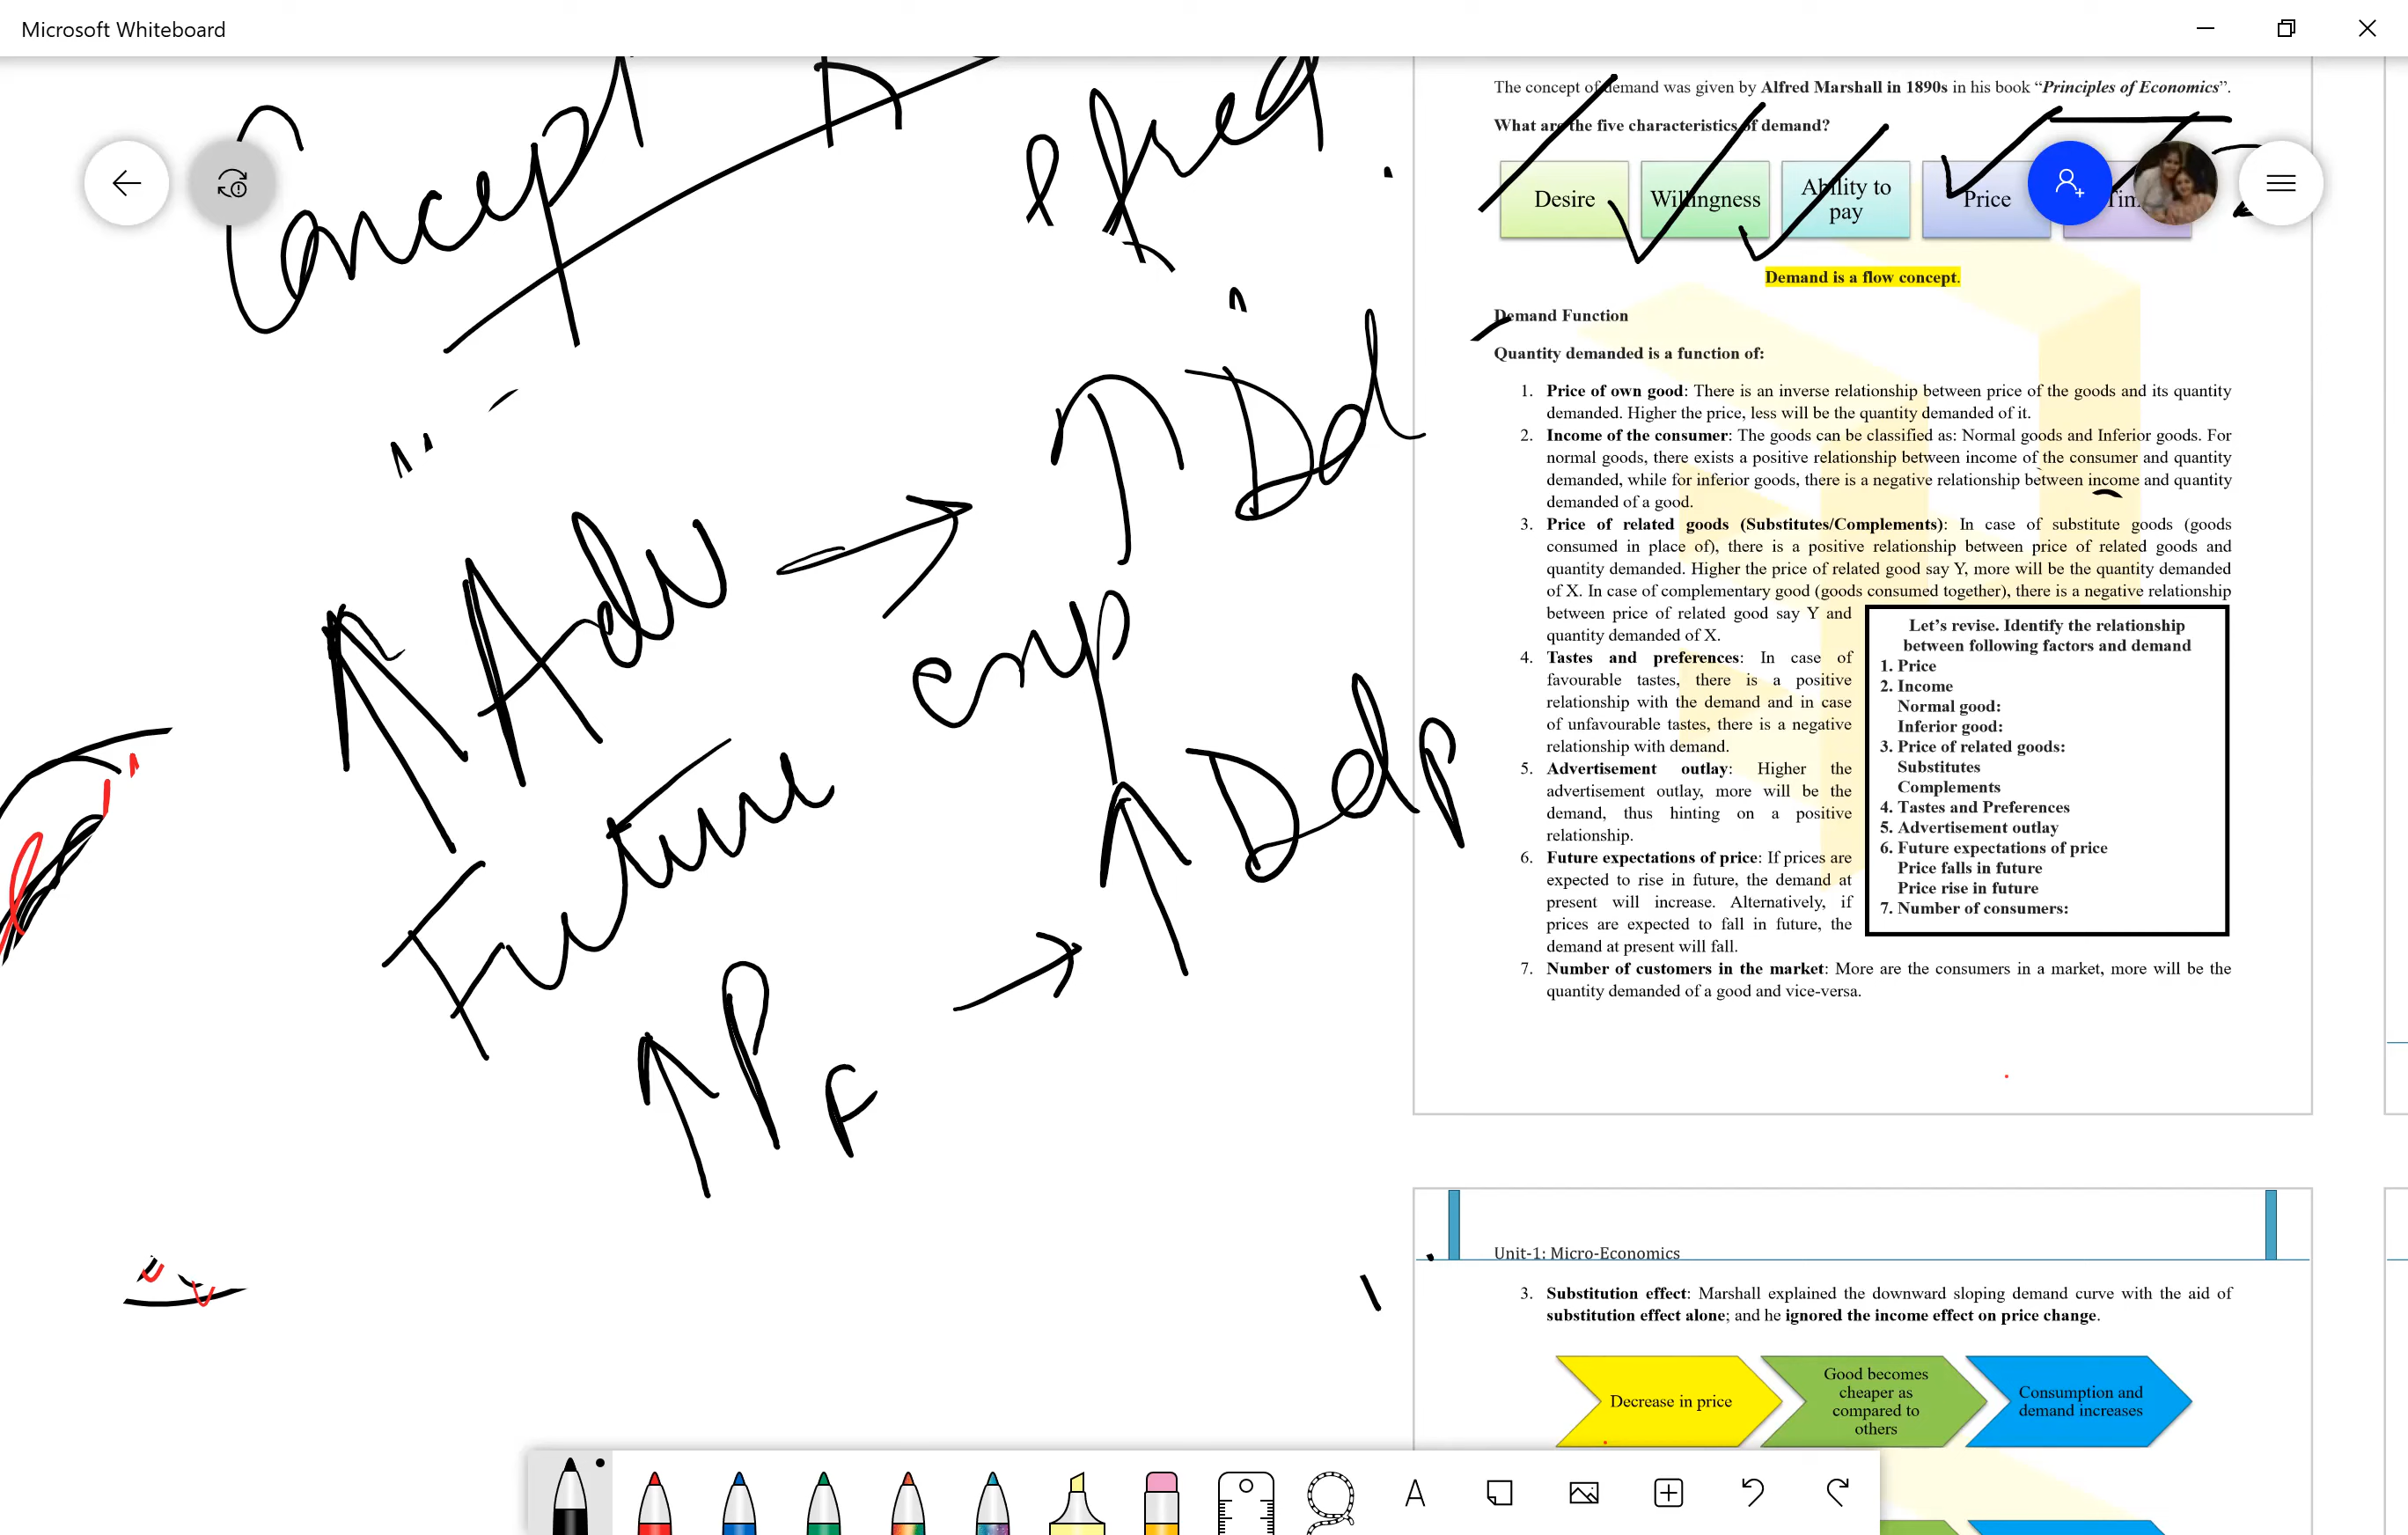 Microsoft Whiteboard
Concept
↑ Adv → ↑ Dd
Future exp
↑ P F → ↑ Dd p
The concept of demand was given by Alfred Marshall in 1890s in his book “Principles of Economics”.
What are the five characteristics of demand?
Desire
Willingness
Ability to
pay
Price
Demand is a flow concept.
Demand Function
Quantity demanded is a function of:
1. Price of own good: There is an inverse relationship between price of the goods and its quantity
demanded. Higher the price, less will be the quantity demanded of it.
2. Income of the consumer: The goods can be classified as: Normal goods and Inferior goods. For
normal goods, there exists a positive relationship between income of the consumer and quantity
demanded, while for inferior goods, there is a negative relationship between income and quantity
demanded of a good.
3. Price of related goods (Substitutes/Complements): In case of substitute goods (goods
consumed in place of), there is a positive relationship between price of related goods and
quantity demanded. Higher the price of related good say Y, more will be the quantity demanded
of X. In case of complementary good (goods consumed together), there is a negative relationship
between price of related good say Y and
quantity demanded of X.
4. Tastes and preferences: In case of
favourable tastes, there is a positive
relationship with the demand and in case
of unfavourable tastes, there is a negative
relationship with demand.
5. Advertisement outlay: Higher the
advertisement outlay, more will be the
demand, thus hinting on a positive
relationship.
6. Future expectations of price: If prices are
expected to rise in future, the demand at
present will increase. Alternatively, if
prices are expected to fall in future, the
demand at present will fall.
7. Number of customers in the market: More are the consumers in a market, more will be the
quantity demanded of a good and vice-versa.
Let’s revise. Identify the relationship
between following factors and demand
1. Price
2. Income
Normal good:
Inferior good:
3. Price of related goods:
Substitutes
Complements
4. Tastes and Preferences
5. Advertisement outlay
6. Future expectations of price
Price falls in future
Price rise in future
7. Number of consumers:
Unit-1: Micro-Economics
3. Substitution effect: Marshall explained the downward sloping demand curve with the aid of
substitution effect alone; and he ignored the income effect on price change.
Decrease in price
Good becomes
cheaper as
compared to
others
Consumption and
demand increases